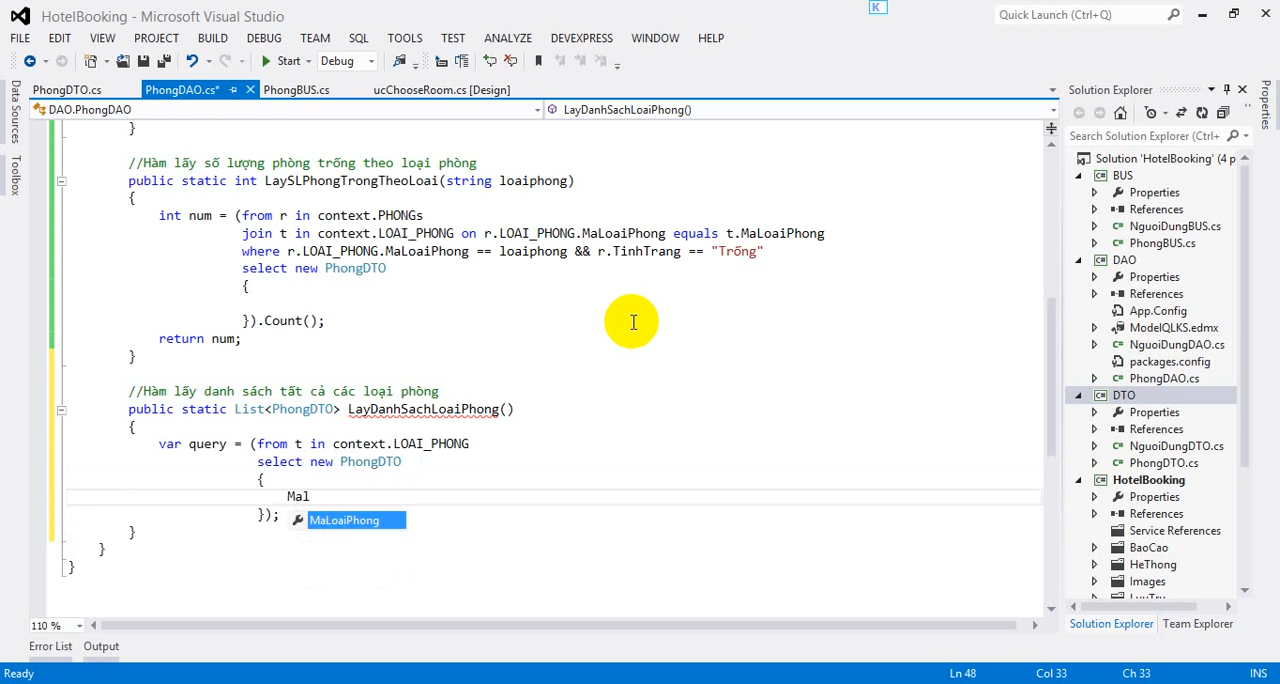 HotelBooking - Microsoft Visual Studio
K
Quick Launch (Ctrl+Q)
FILE EDIT VIEW PROJECT BUILD DEBUG TEAM SQL TOOLS TEST ANALYZE DEVEXPRESS WINDOW HELP
Start Debug
Data Sources
Toolbox
PhongDTO.cs PhongDAO.cs* PhongBUS.cs ucChooseRoom.cs [Design]
DAO.PhongDAO LayDanhSachLoaiPhong()
}
//Hàm lấy số lượng phòng trống theo loại phòng
public static int LaySLPhongTrongTheoLoai(string loaiphong)
{
int num = (from r in context.PHONGs
join t in context.LOAI_PHONG on r.LOAI_PHONG.MaLoaiPhong equals t.MaLoaiPhong
where r.LOAI_PHONG.MaLoaiPhong == loaiphong && r.TinhTrang == "Trống"
select new PhongDTO
{
}).Count();
return num;
}
//Hàm lấy danh sách tất cả các loại phòng
public static List<PhongDTO> LayDanhSachLoaiPhong()
{
var query = (from t in context.LOAI_PHONG
select new PhongDTO
{
Mal
});
MaLoaiPhong
}
}
}
110 %
Error List Output
Ready Ln 48 Col 33 Ch 33 INS
Solution Explorer
Search Solution Explorer (Ctrl+
Solution 'HotelBooking' (4 p
BUS
Properties
References
NguoiDungBUS.cs
PhongBUS.cs
DAO
Properties
References
App.Config
ModelQLKS.edmx
NguoiDungDAO.cs
packages.config
PhongDAO.cs
DTO
Properties
References
NguoiDungDTO.cs
PhongDTO.cs
HotelBooking
Properties
References
Service References
BaoCao
HeThong
Images
LuuTru
Solution Explorer Team Explorer
Properties